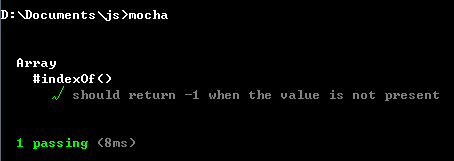 D:\Documents\js>mocha
Array
#indexOf()
✓ should return -1 when the value is not present
1 passing (8ms)